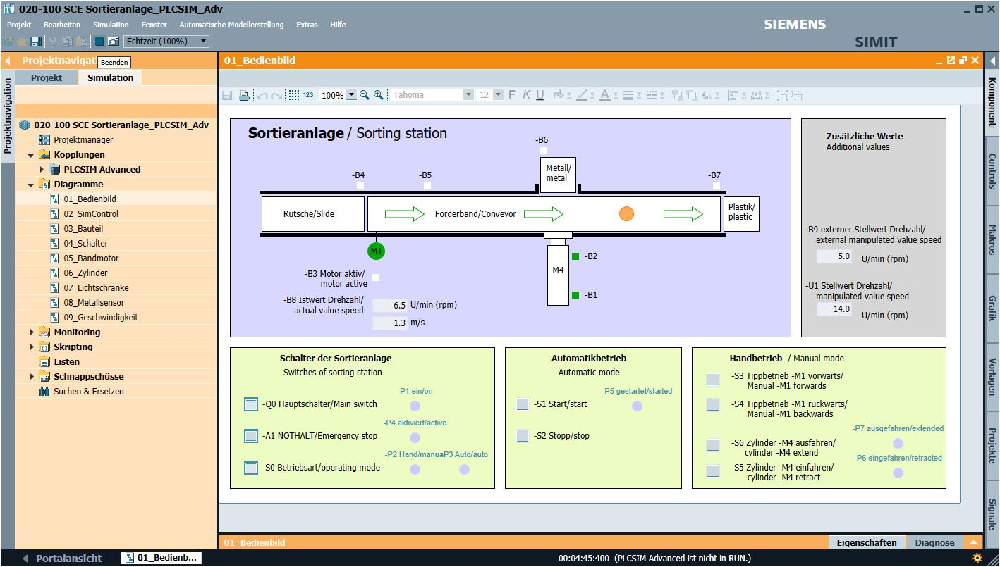 020-100 SCE Sortieranlage_PLCSIM_Adv
Projekt Bearbeiten Simulation Fenster Automatische Modellerstellung Extras Hilfe
SIEMENS
SIMIT
Echtzeit (100%)
Projektnavigati
Beenden
01_Bedienbild
Projekt Simulation
Projektnavigation
100% Tahoma 12 F K U
123
020-100 SCE Sortieranlage_PLCSIM_Adv
Projektmanager
Kopplungen
PLCSIM Advanced
Diagramme
01_Bedienbild
02_SimControl
03_Bauteil
04_Schalter
05_Bandmotor
06_Zylinder
07_Lichtschranke
08_Metallsensor
09_Geschwindigkeit
Monitoring
Skripting
Listen
Schnappschüsse
Suchen & Ersetzen
Sortieranlage / Sorting station
-B6
-B4
-B5
Metall/
metal
-B7
Rutsche/Slide
Förderband/Conveyor
Plastik/
plastic
M1
-B2
M4
-B1
-B3 Motor aktiv/
motor active
-B8 Istwert Drehzahl/
actual value speed
6.5 U/min (rpm)
1.3 m/s
Zusätzliche Werte
Additional values
-B9 externer Stellwert Drehzahl/
external manipulated value speed
5.0 U/min (rpm)
-U1 Stellwert Drehzahl/
manipulated value speed
14.0 U/min (rpm)
Schalter der Sortieranlage
Switches of sorting station
-P1 ein/on
-Q0 Hauptschalter/Main switch
-P4 aktiviert/active
-A1 NOTHALT/Emergency stop
-P2 Hand/manua
-P3 Auto/auto
-S0 Betriebsart/operating mode
Automatikbetrieb
Automatic mode
-P5 gestartet/started
-S1 Start/start
-S2 Stopp/stop
Handbetrieb / Manual mode
-S3 Tippbetrieb -M1 vorwärts/
Manual -M1 forwards
-S4 Tippbetrieb -M1 rückwärts/
Manual -M1 backwards
-P7 ausgefahren/extended
-S6 Zylinder -M4 ausfahren/
cylinder -M4 extend
-P6 eingefahren/retracted
-S5 Zylinder -M4 einfahren/
cylinder -M4 retract
Komponent
Controls
Makros
Grafik
Vorlagen
Projekte
Signale
01_Bedienbild
Eigenschaften Diagnose
Portalansicht
01_Bedienb...
00:04:45:400 (PLCSIM Advanced ist nicht in RUN.)